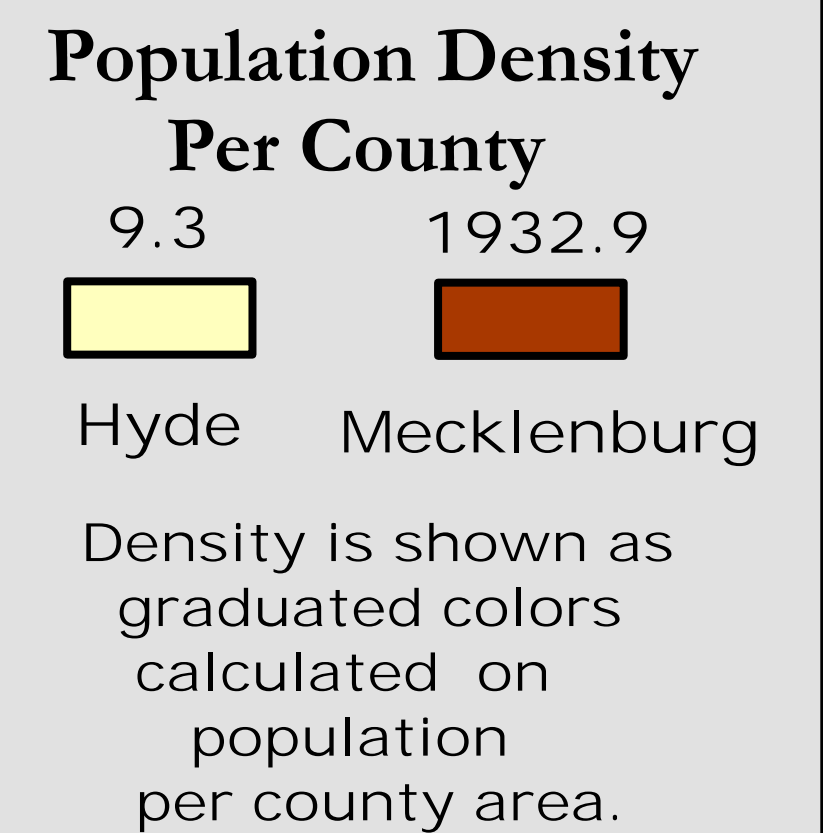 Population Density
Per County
9.3 1932.9
Hyde Mecklenburg
Density is shown as
graduated colors
calculated on
population
per county area.